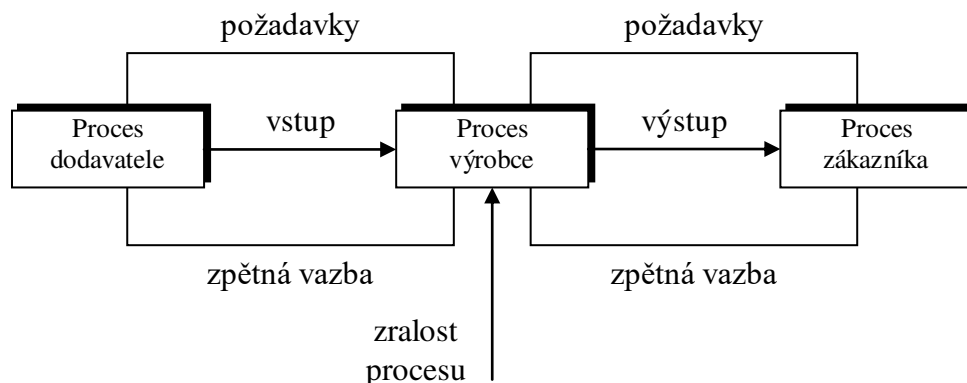 požadavky
požadavky
Proces
dodavatele
vstup
Proces
výrobce
výstup
Proces
zákazníka
zpětná vazba
zpětná vazba
zralost
procesu